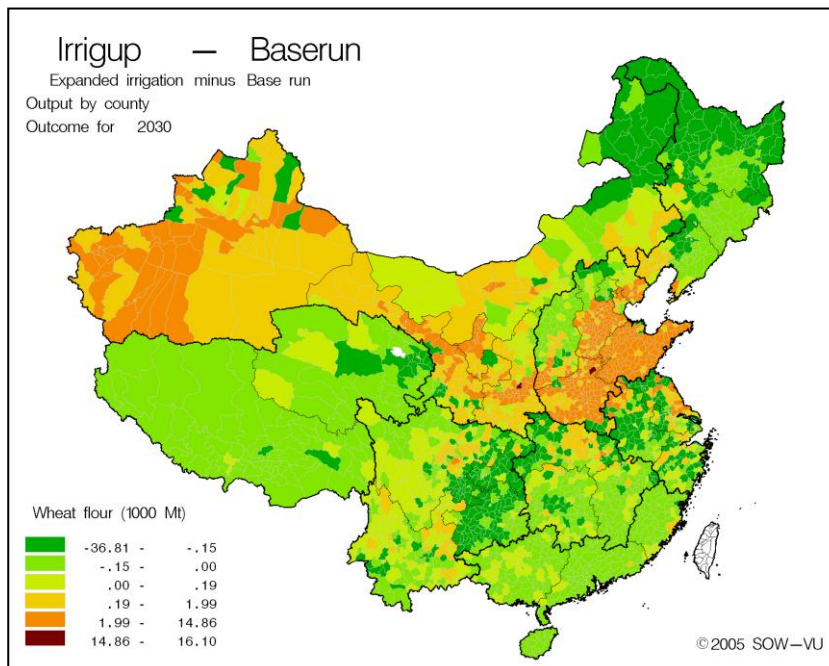 Irrigup — Baserun
Expanded irrigation minus Base run
Output by county
Outcome for 2030
Wheat flour (1000 Mt)
-36.81 - -.15
-.15 - .00
.00 - .19
.19 - 1.99
1.99 - 14.86
14.86 - 16.10
©2005 SOW—VU